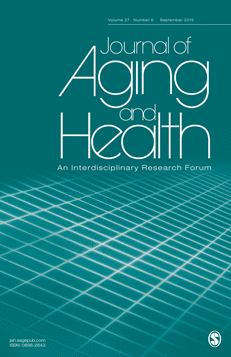 Volume 27 Number 6 September 2015
Journal of
Aging
and
Health
An Interdisciplinary Research Forum
jah.sagepub.com
ISSN: 0898-2643
S